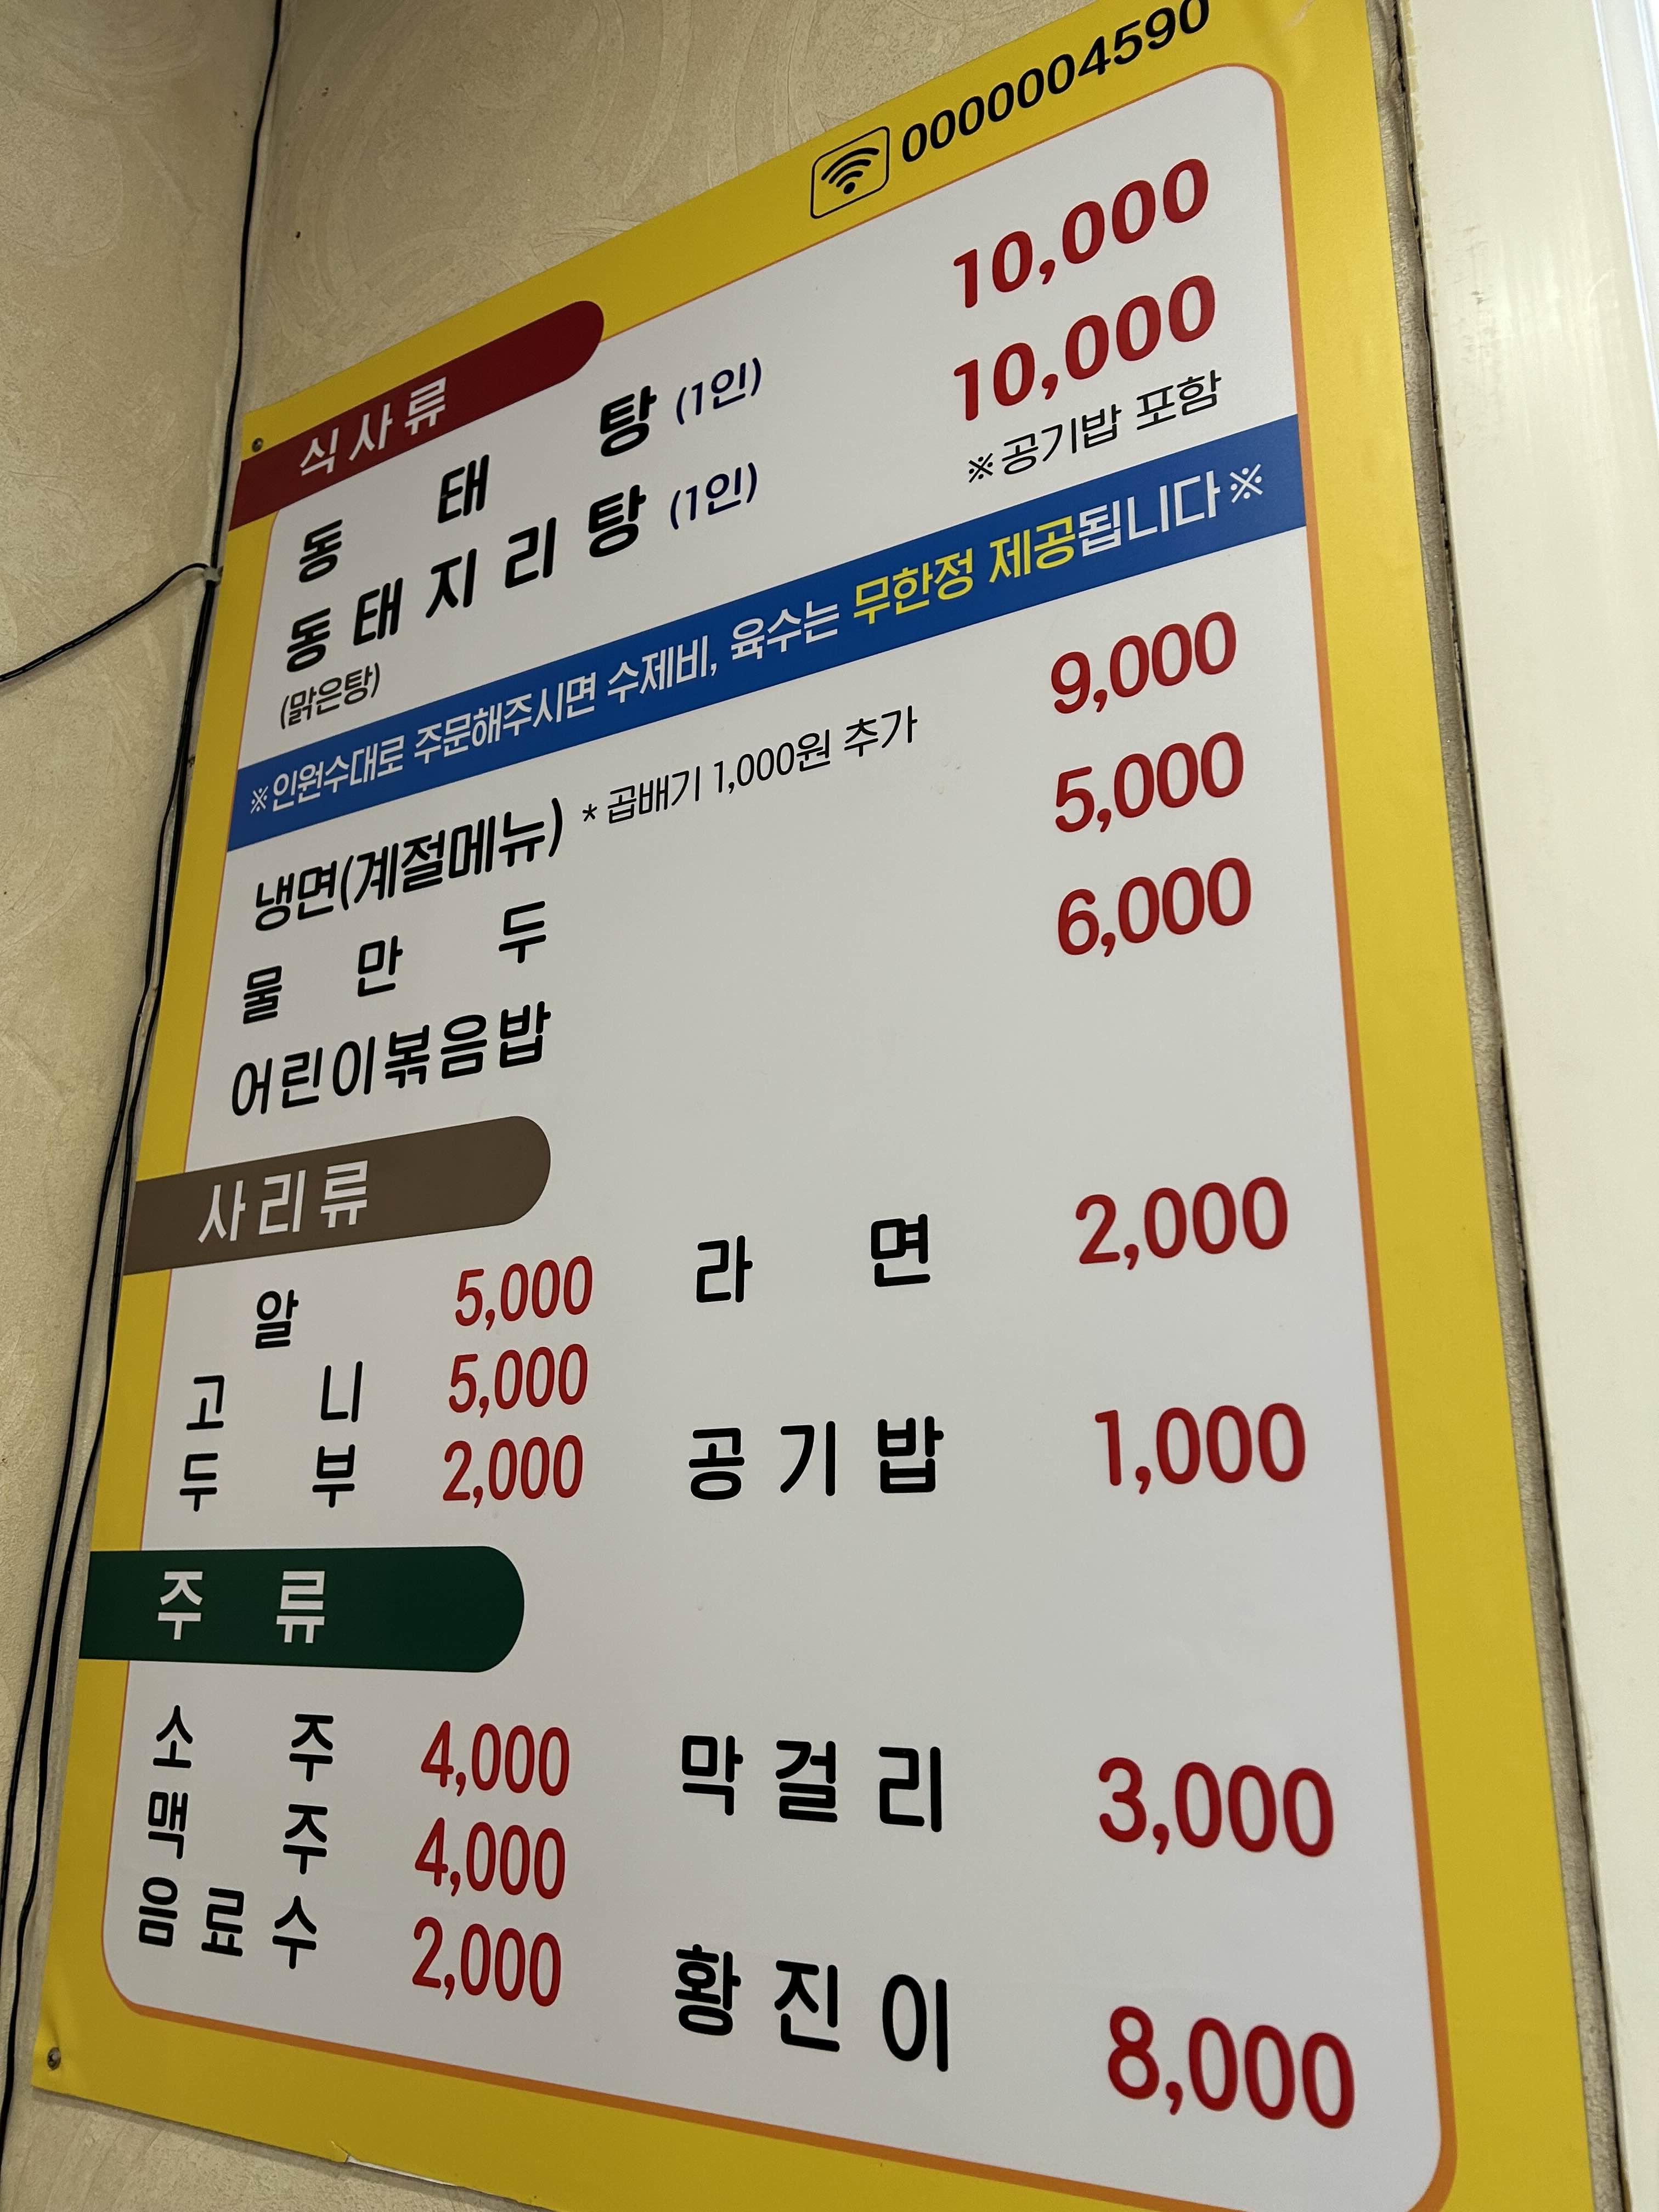 0000004590
식사류
동태탕 (1인) 10,000
동태지리탕 (1인) 10,000
(맑은탕)
※공기밥 포함
※인원수대로 주문해주시면 수제비, 육수는 무한정 제공됩니다※
냉면(계절메뉴) * 곱배기 1,000원 추가 9,000
물만두 5,000
어린이볶음밥 6,000
사리류
알 5,000
고니 5,000
두부 2,000
라면 2,000
공기밥 1,000
주류
소주 4,000
맥주 4,000
음료수 2,000
막걸리 3,000
황진이 8,000